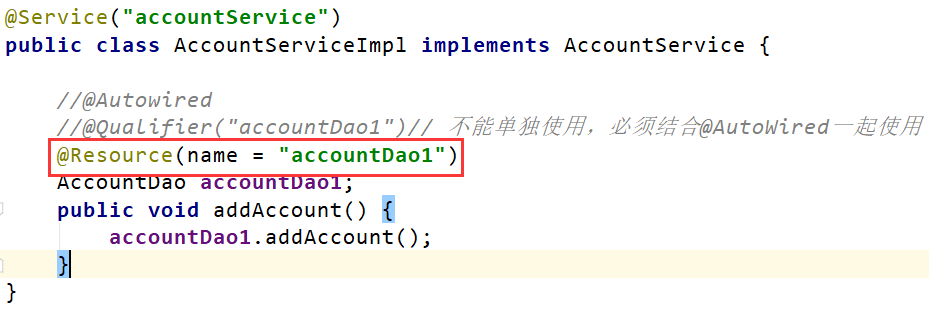 @Service("accountService")
public class AccountServiceImpl implements AccountService {
//@Autowired
//@Qualifier("accountDao1")// 不能单独使用，必须结合@AutoWired一起使用
@Resource(name = "accountDao1")
AccountDao accountDao1;
public void addAccount() {
accountDao1.addAccount();
}
}